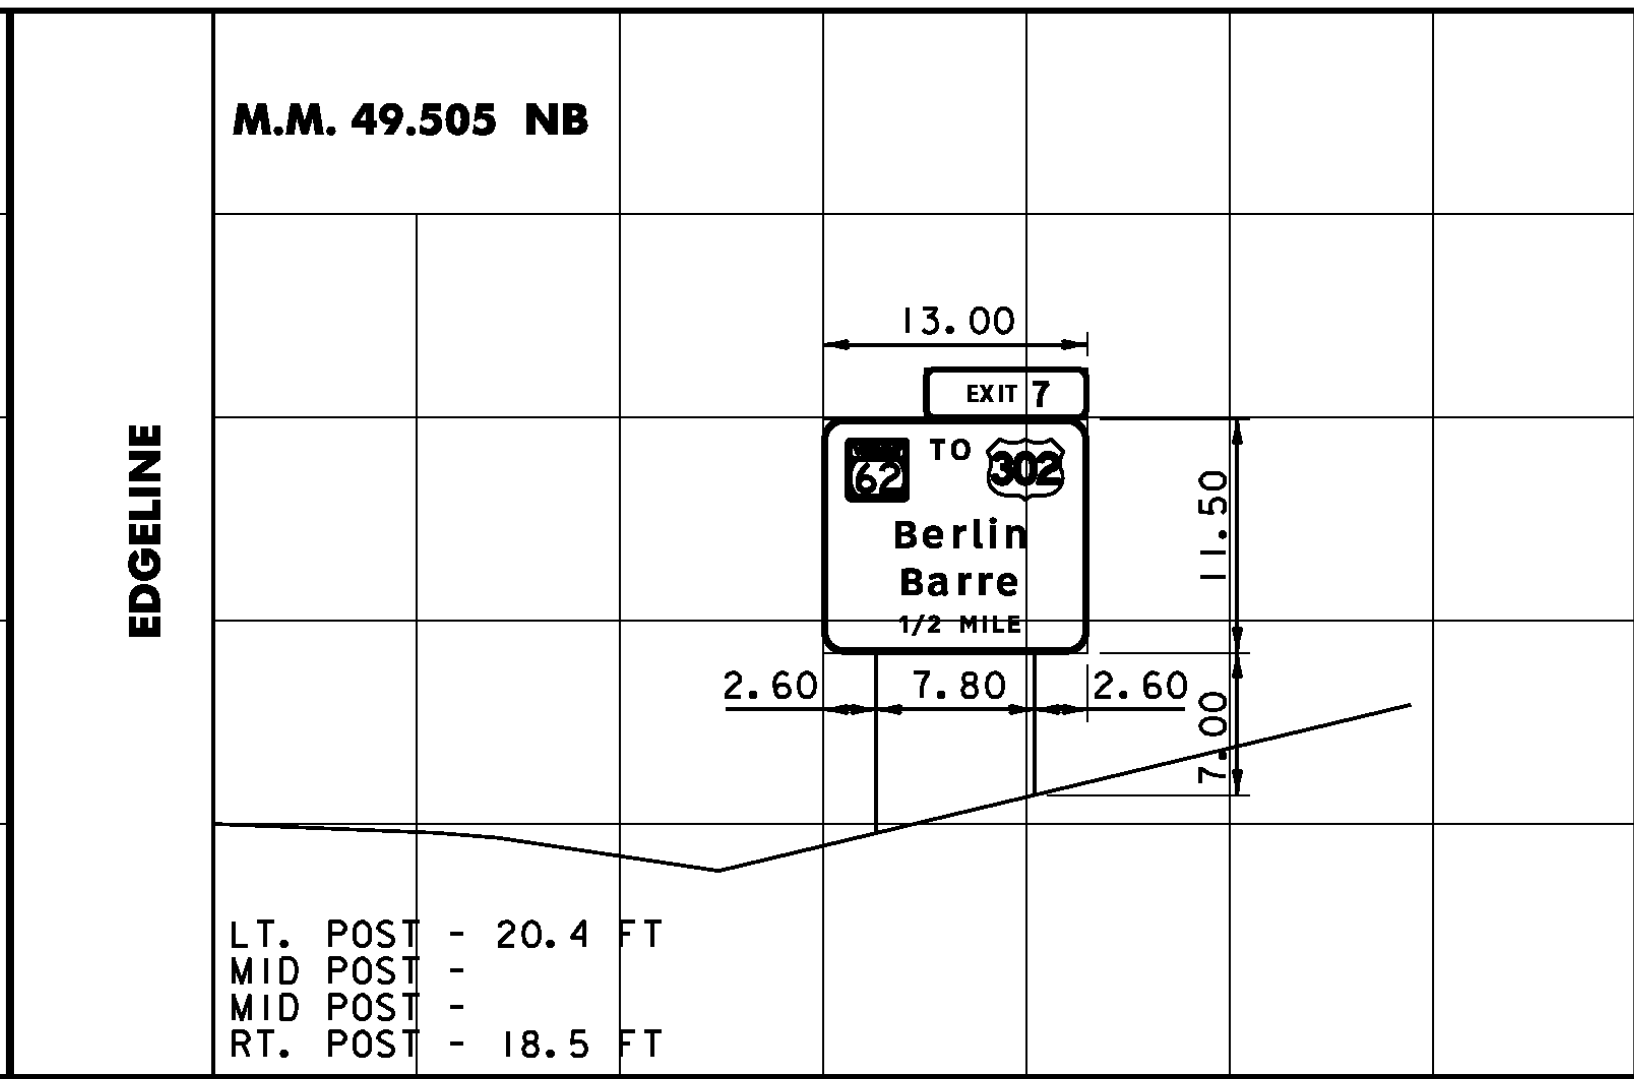 M.M. 49.505 NB
13.00
EXIT 7
62 TO 302
Berlin
Barre
1/2 MILE
11.50
2.60 7.80 2.60
7.00
EDGELINE
LT. POST - 20.4 FT
MID POST -
MID POST -
RT. POST - 18.5 FT